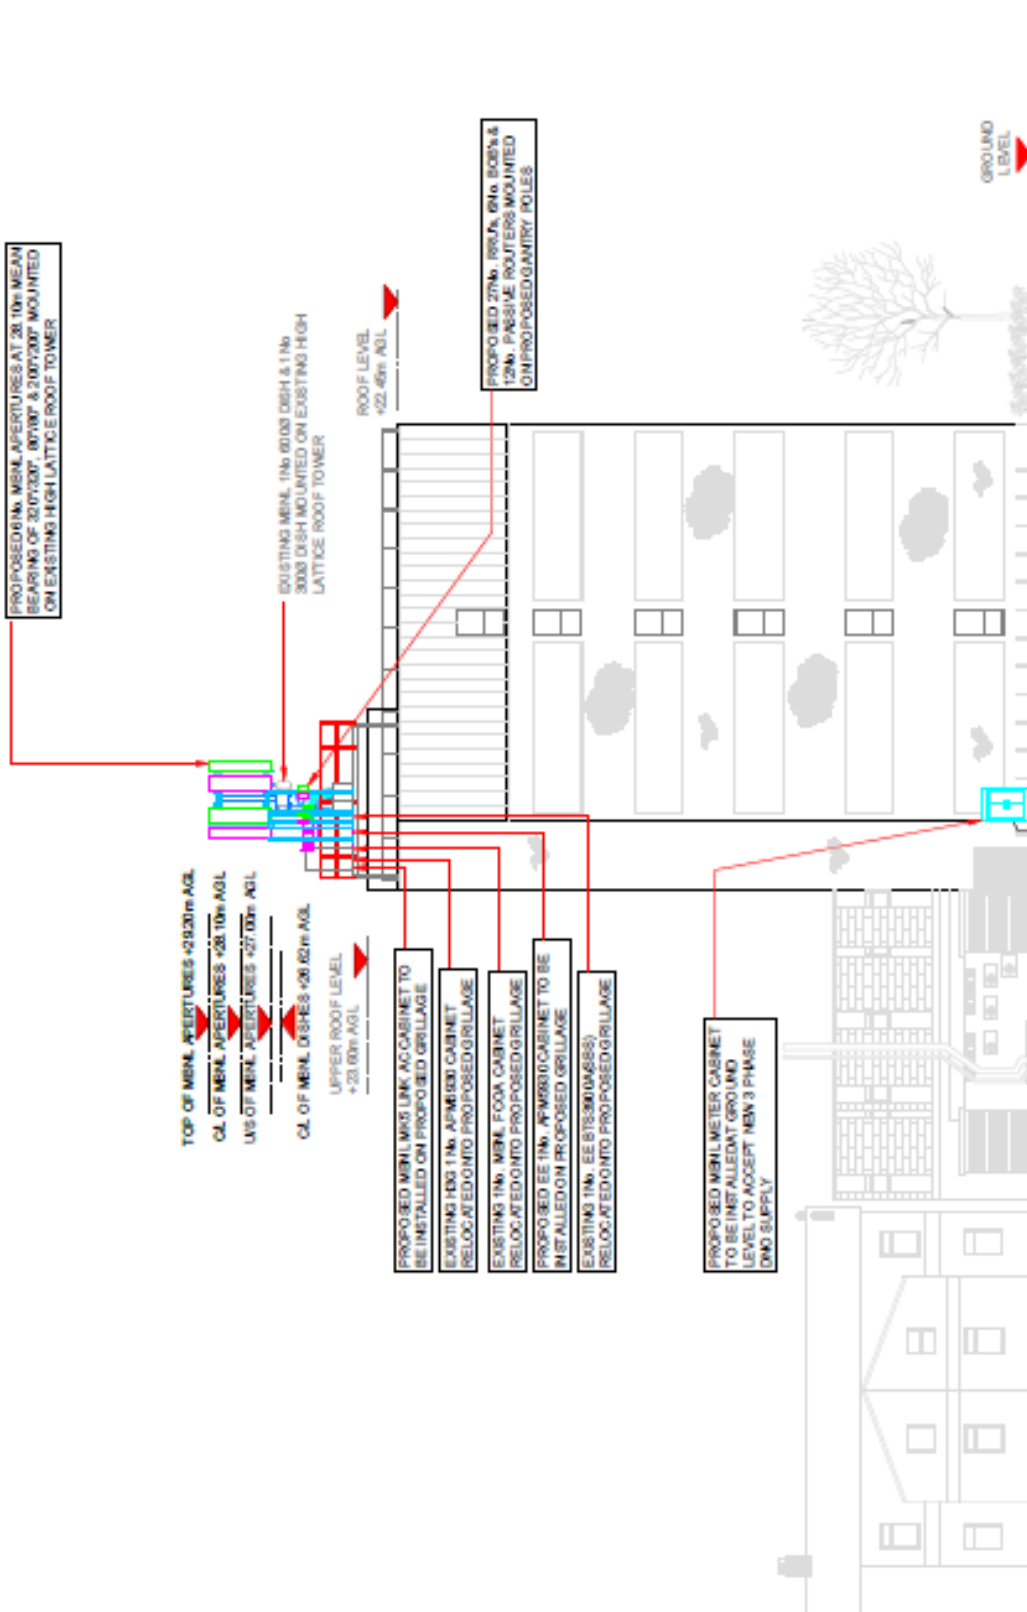 PROPOSED 6No. MBNL APERTURES AT 28.10m MEAN
BEARING OF 320°/320°, 80°/80° & 200°/200° MOUNTED
ON EXISTING HIGH LATTICE ROOF TOWER
EXISTING MBNL 1No 600Ø DISH & 1No
300Ø DISH MOUNTED ON EXISTING HIGH
LATTICE ROOF TOWER
ROOF LEVEL
+22.45m AGL
PROPOSED 27No. RRU's, 6No. BOB's &
12No. PASSIVE ROUTERS MOUNTED
ON PROPOSED GANTRY POLES
GROUND
LEVEL
TOP OF MBNL APERTURES +29.20m AGL
C/L OF MBNL APERTURES +28.10m AGL
U/S OF MBNL APERTURES +27.00m AGL
C/L OF MBNL DISHES +26.62m AGL
UPPER ROOF LEVEL
+23.60m AGL
PROPOSED MBNL MK5 LINK AC CABINET TO
BE INSTALLED ON PROPOSED GRILLAGE
EXISTING H3G 1No. APM5930 CABINET
RELOCATED ONTO PROPOSED GRILLAGE
EXISTING 1No. MBNL FOOA CABINET
RELOCATED ONTO PROPOSED GRILLAGE
PROPOSED EE 1No. APM5930 CABINET TO BE
INSTALLED ON PROPOSED GRILLAGE
EXISTING 1No. EE BTS3900A(SBS)
RELOCATED ONTO PROPOSED GRILLAGE
PROPOSED MBNL METER CABINET
TO BE INSTALLED AT GROUND
LEVEL TO ACCEPT NEW 3 PHASE
DNO SUPPLY